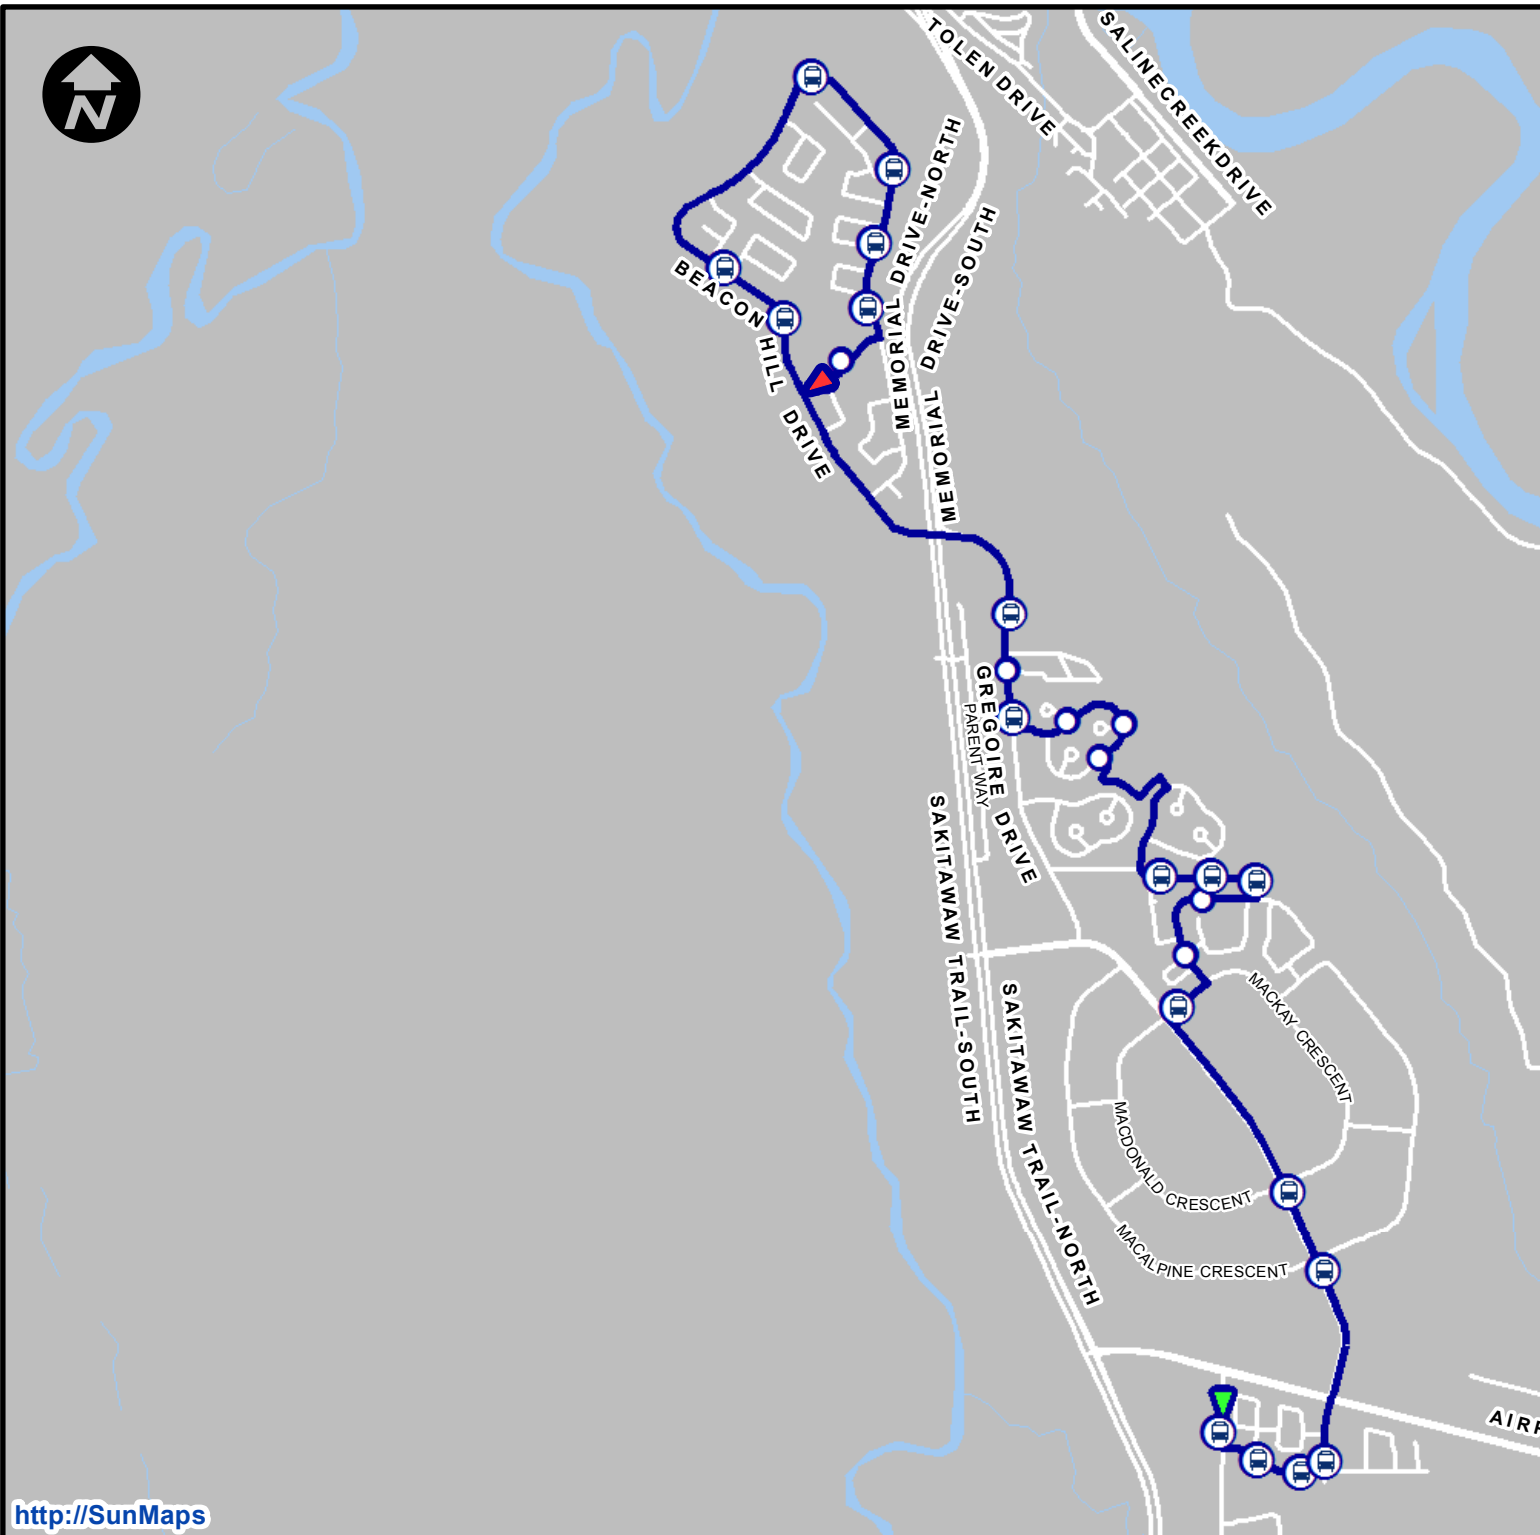 N
TOLEN DRIVE
SALINECREEKDRIVE
MEMORIAL DRIVE-NORTH
MEMORIAL DRIVE-SOUTH
BEACON HILL DRIVE
GREGOIRE DRIVE
PARENT WAY
SAKITAWAW TRAIL-SOUTH
SAKITAWAW TRAIL-NORTH
MACKAY CRESCENT
MACDONALD CRESCENT
MACALPINE CRESCENT
http://SunMaps